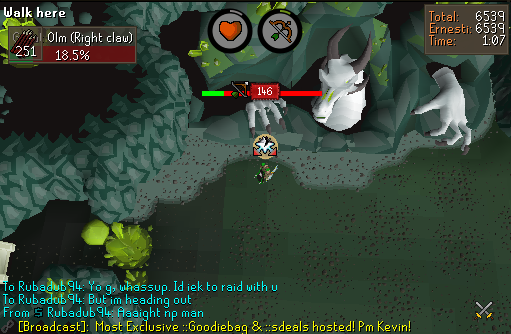 Walk here
251
Olm (Right claw)
18.5%
146
Total: 6539
Ernesti: 6539
Time: 1:07
To Rubadub94: Yo g, whassup. Id iek to raid with u
To Rubadub94: But im heading out
From S Rubadub94: Aaaight np man
[Broadcast]: Most Exclusive ::Goodiebag & ::sdeals hosted! Pm Kevin!